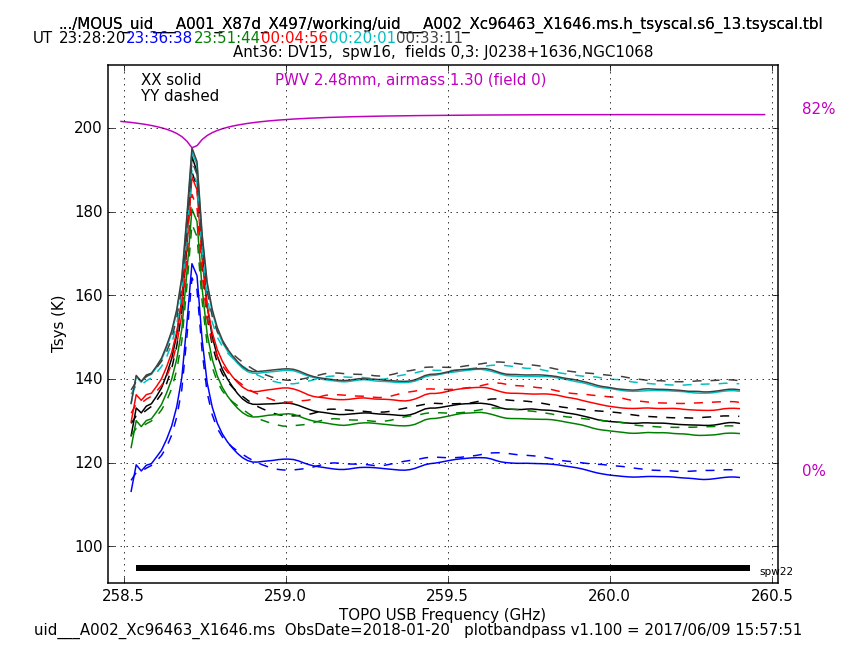 .../MOUS_uid___A001_X87d_X497/working/uid___A002_Xc96463_X1646.ms.h_tsyscal.s6_13.tsyscal.tbl
UT 23:28:20 23:36:38 23:51:44 00:04:56 00:20:01 00:33:11
Ant36: DV15, spw16, fields 0,3: J0238+1636,NGC1068
XX solid PWV 2.48mm, airmass 1.30 (field 0)
YY dashed
82%
200
180
160
Tsys (K)
140
120
0%
100
spw22
258.5 259.0 259.5 260.0 260.5
TOPO USB Frequency (GHz)
uid___A002_Xc96463_X1646.ms ObsDate=2018-01-20 plotbandpass v1.100 = 2017/06/09 15:57:51